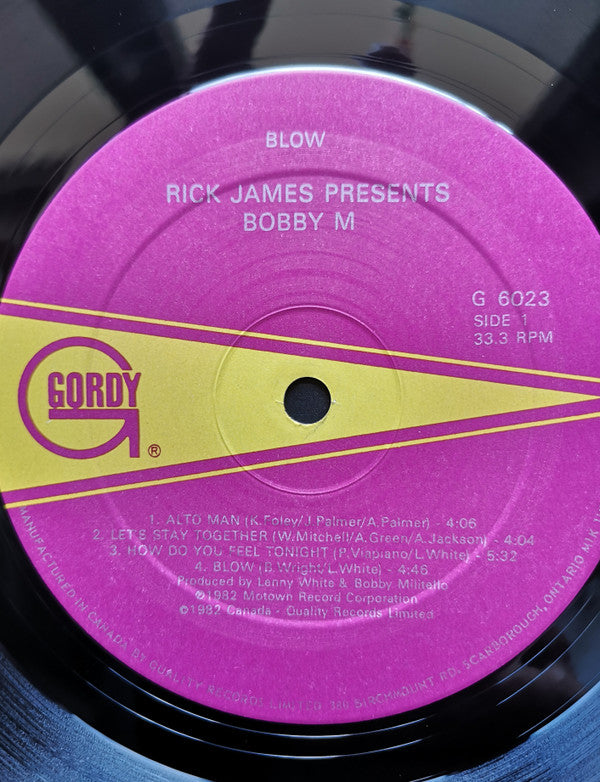 BLOW
RICK JAMES PRESENTS
BOBBY M
G 6023
SIDE 1
33.3 RPM
GORDY
®
1. ALTO MAN (K.Foley/J.Palmer/A.Palmer) - 4:06
2. LET'S STAY TOGETHER (W.Mitchell/A.Green/A.Jackson) - 4:04
3. HOW DO YOU FEEL TONIGHT (P.Viapiano/L.White) - 5:32
4. BLOW (B.Wright/L.White) - 4:46
Produced by Lenny White & Bobby Militello
℗1982 Motown Record Corporation
©1982 Canada - Quality Records Limited
MANUFACTURED IN CANADA BY QUALITY RECORDS LIMITED 380 BIRCHMOUNT RD. SCARBOROUGH, ONTARIO M1K